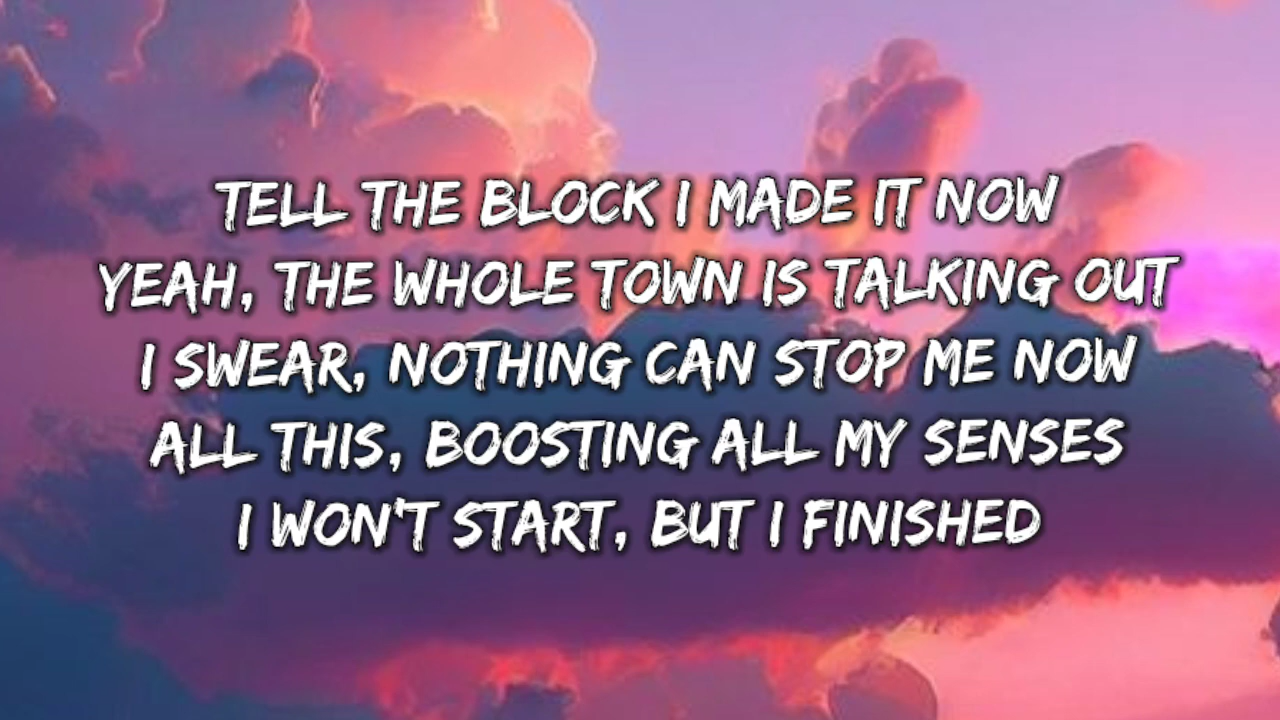 TELL THE BLOCK I MADE IT NOW
YEAH, THE WHOLE TOWN IS TALKING OUT
I SWEAR, NOTHING CAN STOP ME NOW
ALL THIS, BOOSTING ALL MY SENSES
I WON'T START, BUT I FINISHED